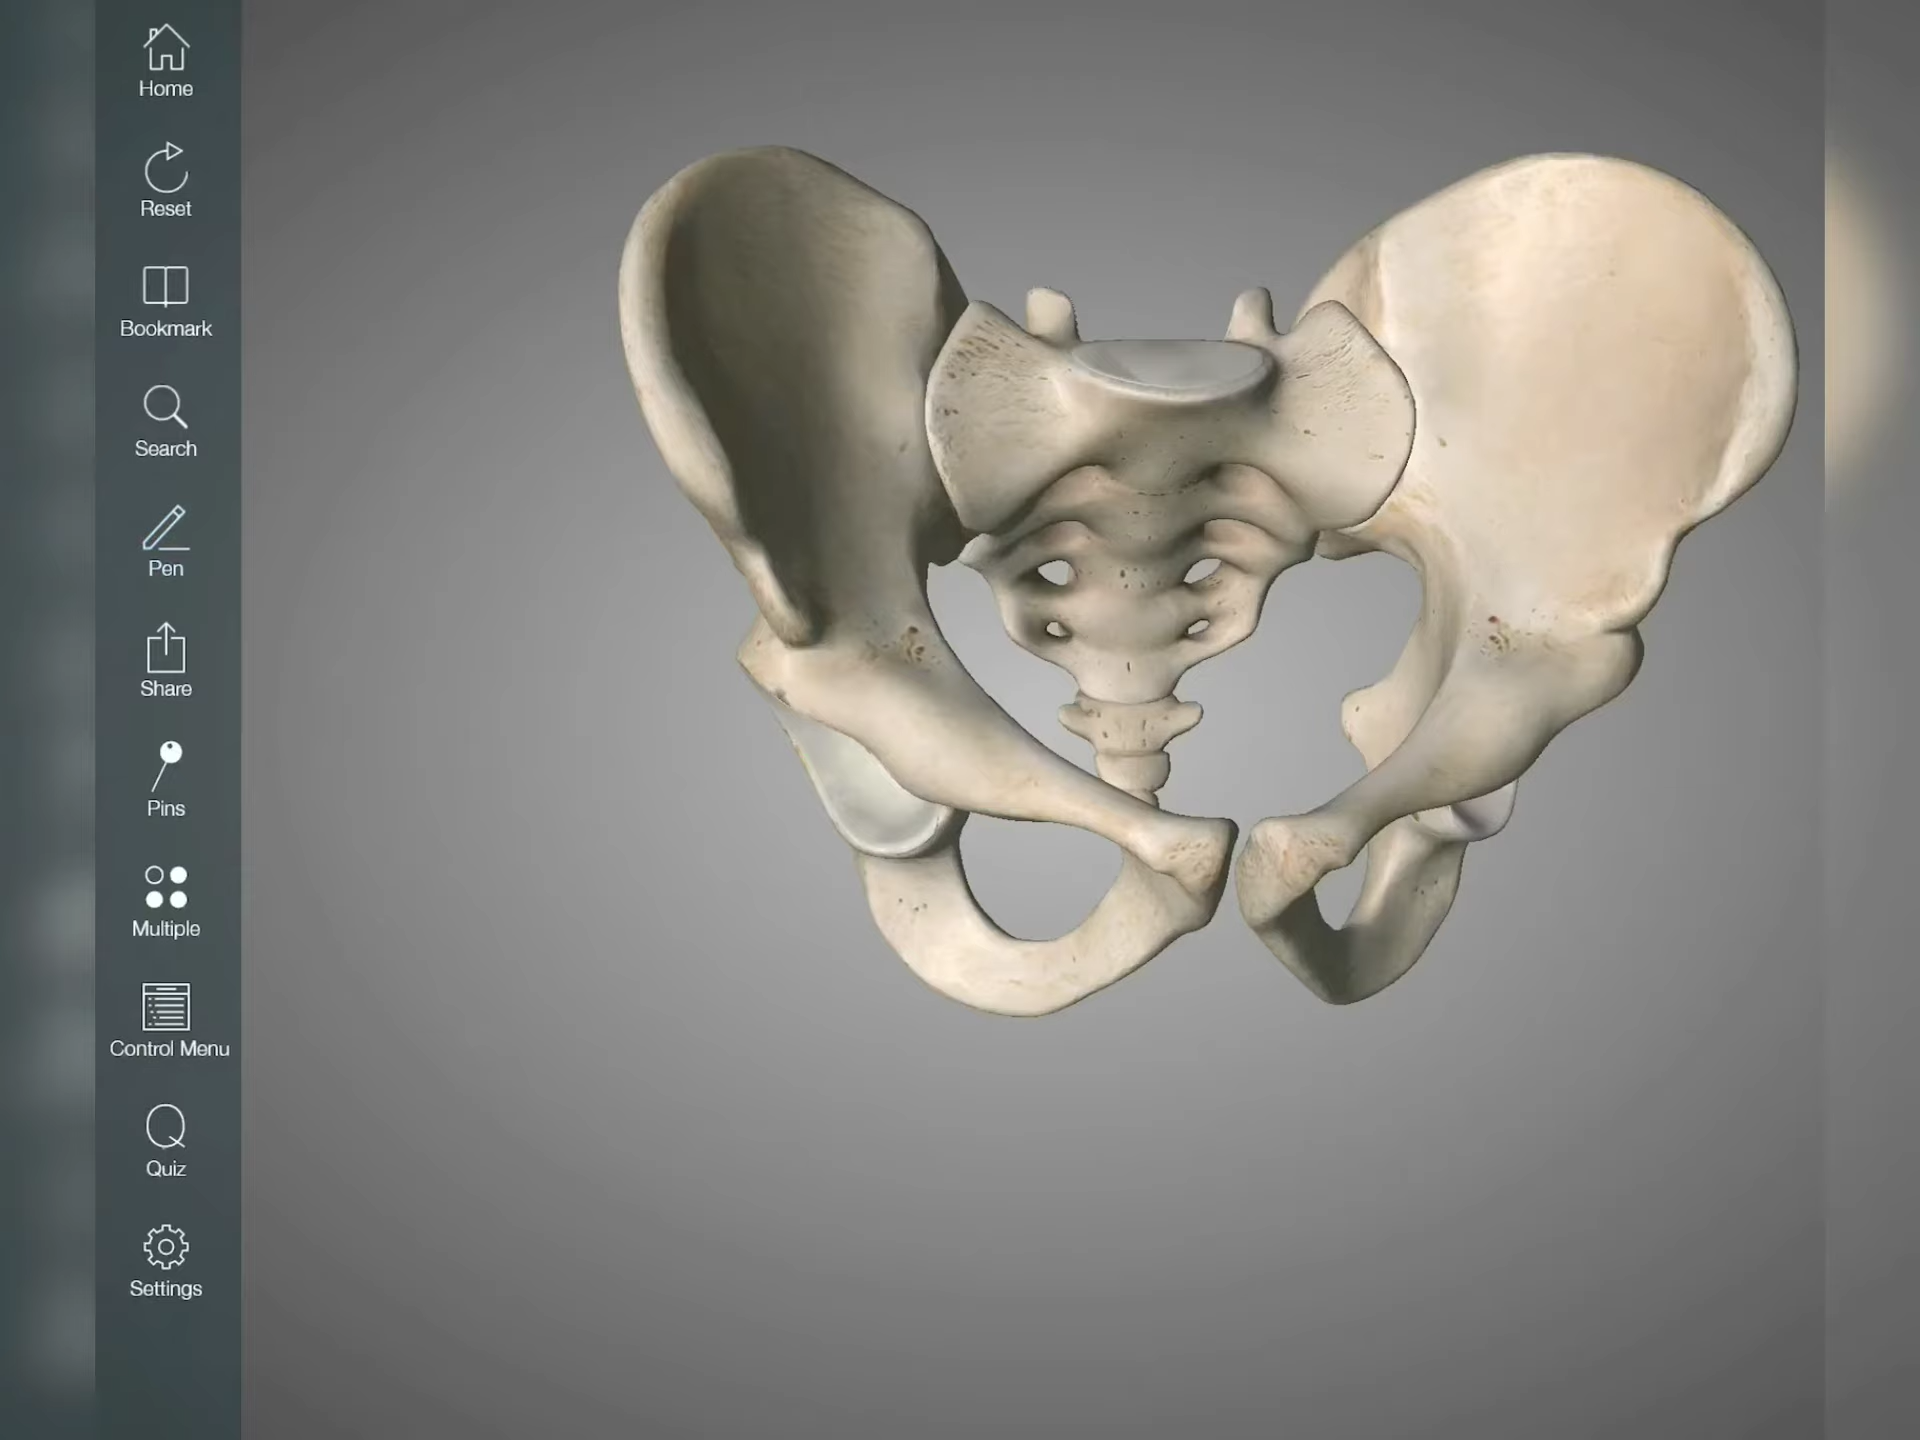 Home
Reset
Bookmark
Search
Pen
Share
Pins
Multiple
Control Menu
Quiz
Settings